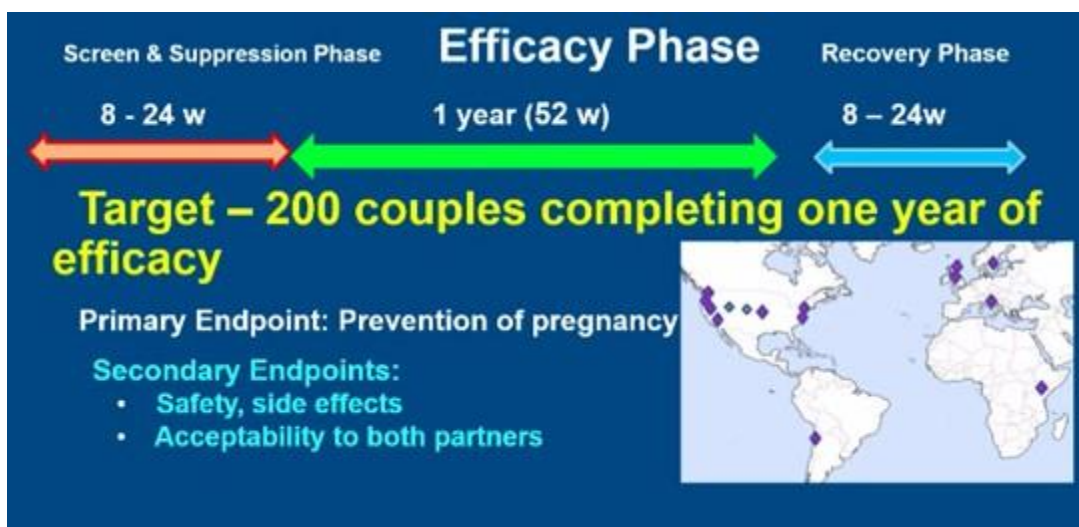 Screen & Suppression Phase
Efficacy Phase
Recovery Phase
8 - 24 w
1 year (52 w)
8 – 24w
Target – 200 couples completing one year of
efficacy
Primary Endpoint: Prevention of pregnancy
Secondary Endpoints:
• Safety, side effects
• Acceptability to both partners